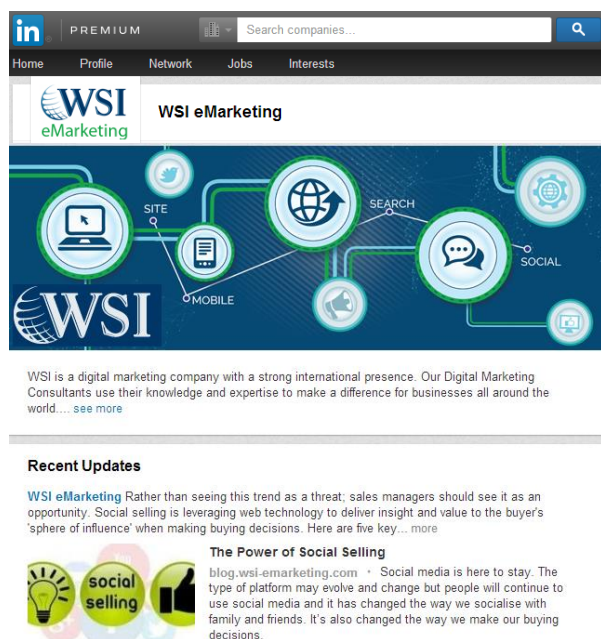 in PREMIUM Search companies...
Home Profile Network Jobs Interests
WSI
eMarketing
WSI eMarketing
SITE
SEARCH
SOCIAL
MOBILE
WSI
WSI is a digital marketing company with a strong international presence. Our Digital Marketing
Consultants use their knowledge and expertise to make a difference for businesses all around the
world.... see more
Recent Updates
WSI eMarketing Rather than seeing this trend as a threat; sales managers should see it as an
opportunity. Social selling is leveraging web technology to deliver insight and value to the buyer's
'sphere of influence' when making buying decisions. Here are five key... more
social
selling
The Power of Social Selling
blog.wsi-emarketing.com · Social media is here to stay. The
type of platform may evolve and change but people will continue to
use social media and it has changed the way we socialise with
family and friends. It's also changed the way we make our buying
decisions.